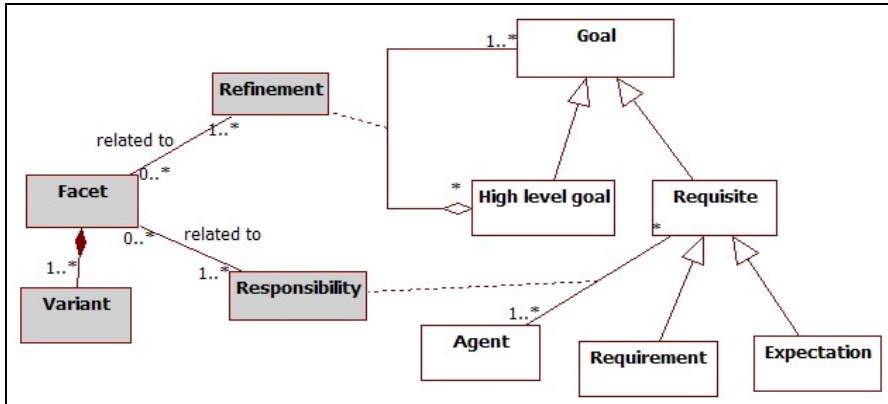 Goal
1..*
Refinement
related to
1..*
0..*
Facet
*
High level goal
Requisite
*
0..*
related to
1..*
1..*
Variant
Responsibility
1..*
Agent
Requirement
Expectation